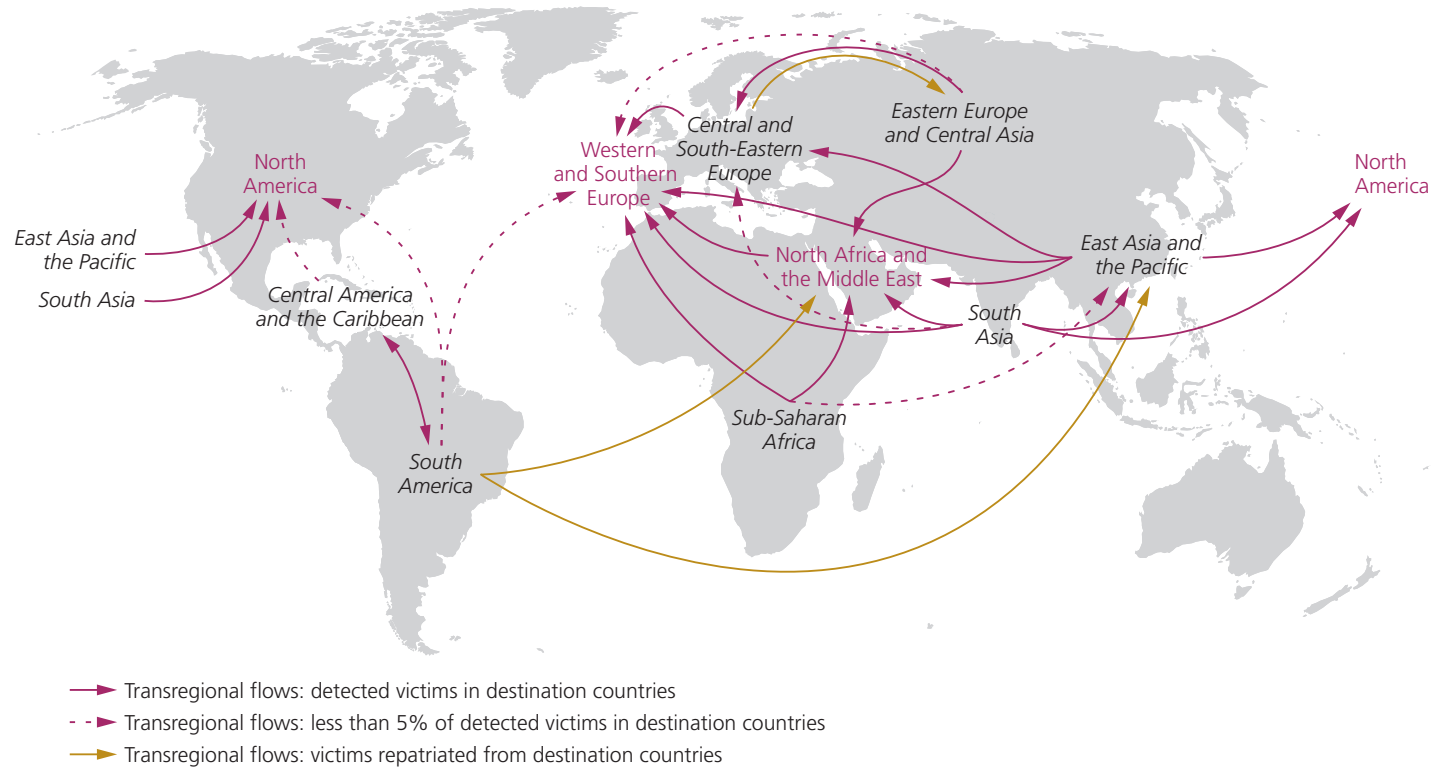 North
America
East Asia and
the Pacific
South Asia
Central America
and the Caribbean
South
America
Western
and Southern
Europe
Central and
South-Eastern
Europe
Eastern Europe
and Central Asia
North Africa and
the Middle East
Sub-Saharan
Africa
South
Asia
East Asia and
the Pacific
North
America
Transregional flows: detected victims in destination countries
Transregional flows: less than 5% of detected victims in destination countries
Transregional flows: victims repatriated from destination countries